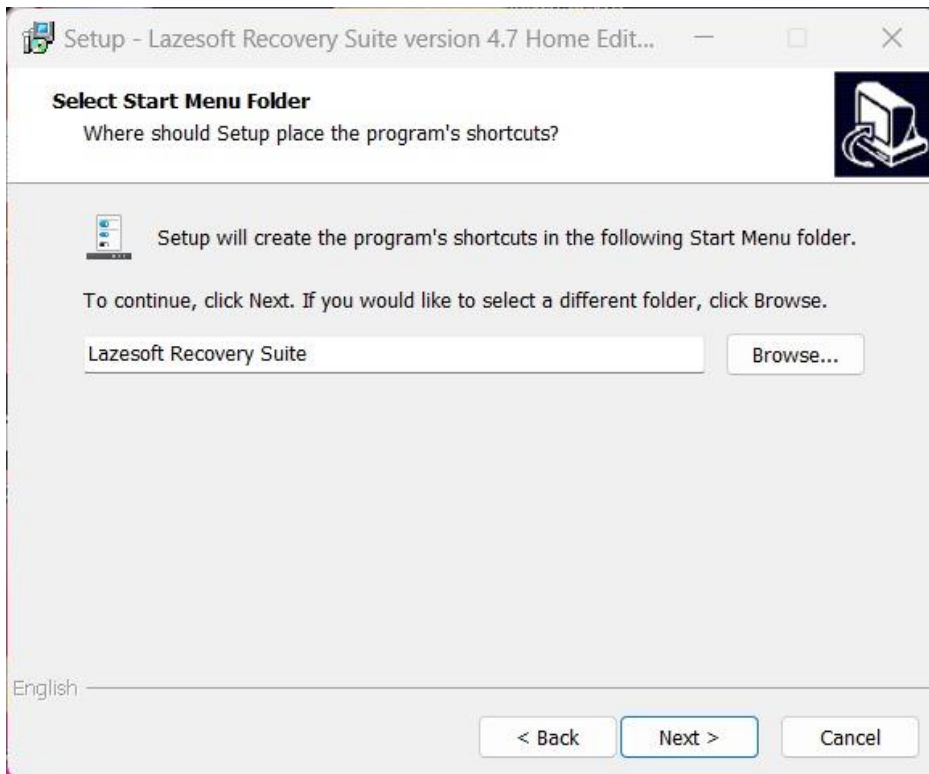 Setup - Lazesoft Recovery Suite version 4.7 Home Edit...
Select Start Menu Folder
Where should Setup place the program's shortcuts?
Setup will create the program's shortcuts in the following Start Menu folder.
To continue, click Next. If you would like to select a different folder, click Browse.
Lazesoft Recovery Suite
Browse...
English
< Back
Next >
Cancel